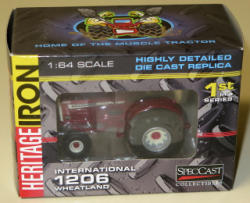 HOME OF THE MUSCLE TRACTOR
1:64 SCALE
HIGHLY DETAILED
DIE CAST REPLICA
1st
IN
SERIES
HERITAGE IRON
INTERNATIONAL
1206
WHEATLAND
SPECCAST
COLLECTIBLES